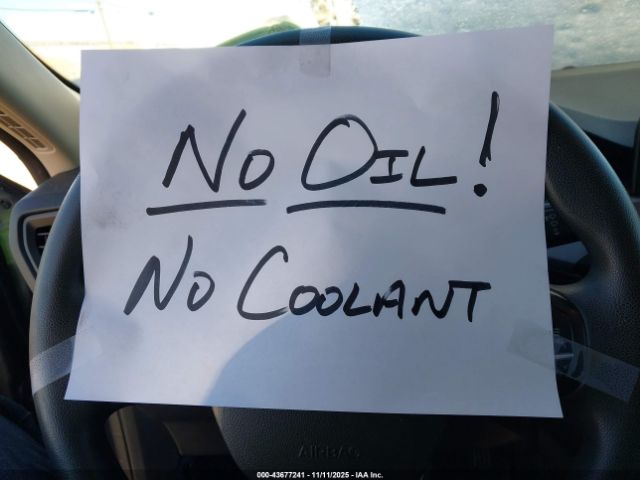 No Oil!
No Coolant
AIRBAG
000-43677241 - 11/11/2025 - IAA Inc.